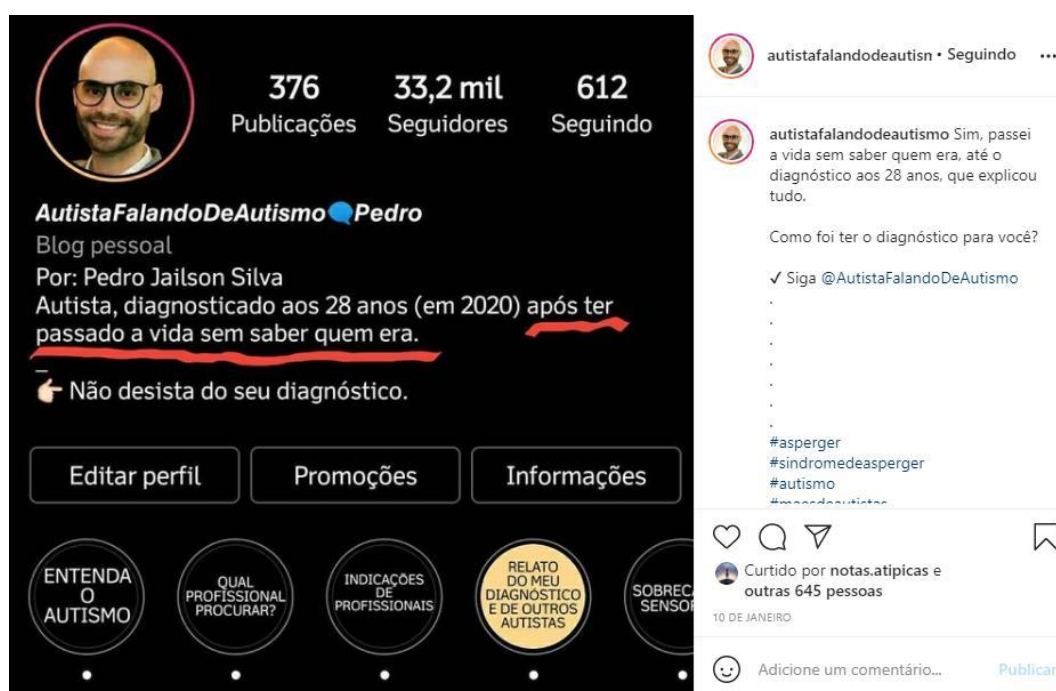 376 33,2 mil 612
Publicações Seguidores Seguindo
AutistaFalandoDeAutismo🗣Pedro
Blog pessoal
Por: Pedro Jailson Silva
Autista, diagnosticado aos 28 anos (em 2020) após ter
passado a vida sem saber quem era.
_
👉🏻 Não desista do seu diagnóstico.
Editar perfil Promoções Informações
ENTENDA
O
AUTISMO
QUAL
PROFISSIONAL
PROCURAR?
INDICAÇÕES
DE
PROFISSIONAIS
RELATO
DO MEU
DIAGNÓSTICO
E DE OUTROS
AUTISTAS
SOBREC
SENSO
autistafalandodeautisn • Seguindo ...
autistafalandodeautismo Sim, passei
a vida sem saber quem era, até o
diagnóstico aos 28 anos, que explicou
tudo.
Como foi ter o diagnóstico para você?
✓ Siga @AutistaFalandoDeAutismo
.
.
.
.
.
.
.
#asperger
#sindromedeasperger
#autismo
#maesdeautistas
Curtido por notas.atipicas e
outras 645 pessoas
10 DE JANEIRO
Adicione um comentário... Publicar